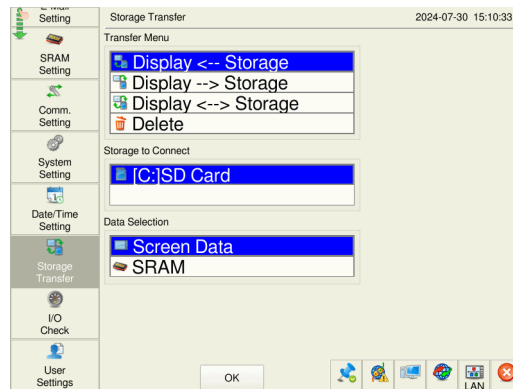 E-Mail
Setting
SRAM
Setting
Comm.
Setting
System
Setting
Date/Time
Setting
Storage
Transfer
I/O
Check
User
Settings
Storage Transfer
2024-07-30 15:10:33
Transfer Menu
Display <-- Storage
Display --> Storage
Display <--> Storage
Delete
Storage to Connect
[C:]SD Card
Data Selection
Screen Data
SRAM
OK
LAN